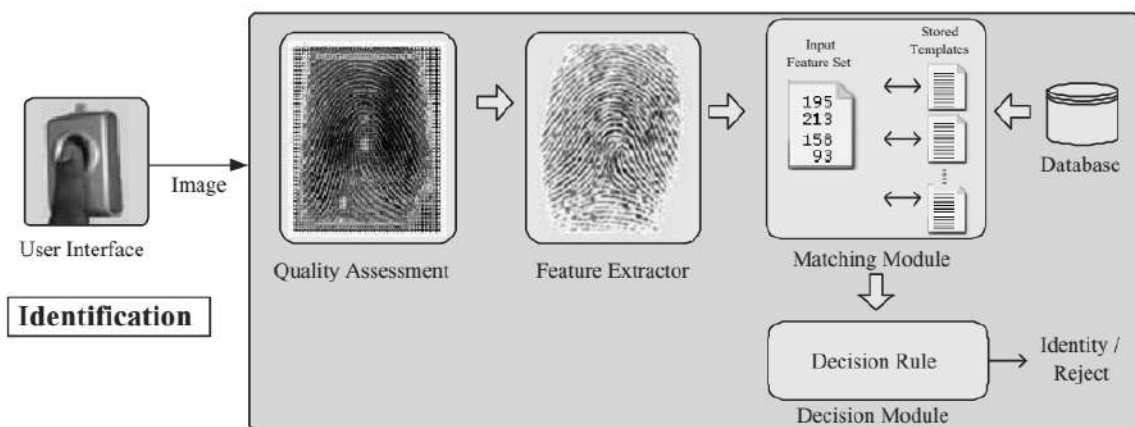 Input
Feature Set
Stored
Templates
195
213
158
93
Database
Image
User Interface
Quality Assessment
Feature Extractor
Matching Module
Identification
Decision Rule
Identity /
Reject
Decision Module